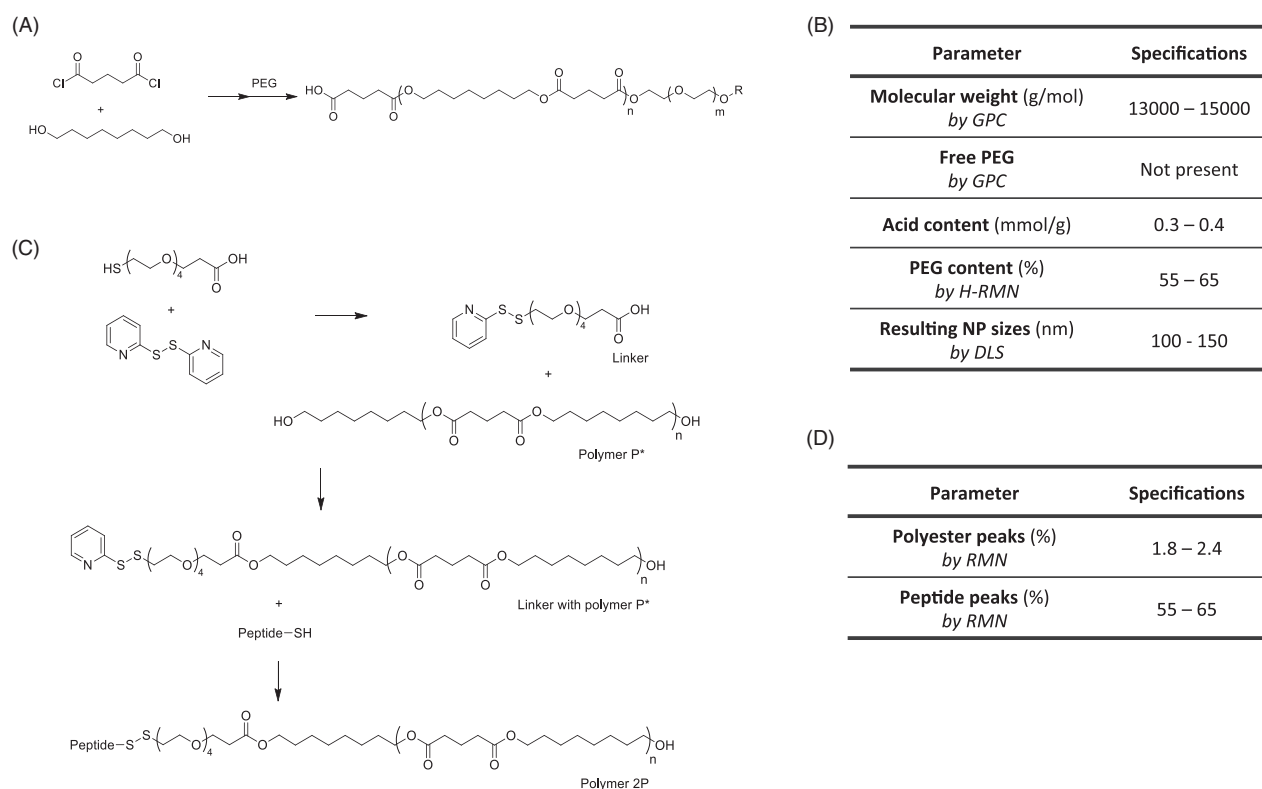 (A)
O
O
Cl
Cl
+
HO
OH
PEG
HO
O
O
O
O
O
O
O
n
O
O
m
R
(B)
Parameter Specifications
Molecular weight (g/mol)
by GPC
13000 – 15000
Free PEG
by GPC
Not present
Acid content (mmol/g) 0.3 – 0.4
PEG content (%)
by H-RMN
55 – 65
Resulting NP sizes (nm)
by DLS
100 - 150
(C)
HS
O
4
OH
O
+
N
S
S
N
N
S
S
O
4
OH
O
Linker
+
HO
O
O
O
O
n
OH
Polymer P*
N
S
S
O
4
O
O
O
O
O
O
n
OH
Linker with polymer P*
+
Peptide–SH
Peptide–S
S
O
4
O
O
O
O
O
O
n
OH
Polymer 2P
(D)
Parameter Specifications
Polyester peaks (%)
by RMN
1.8 – 2.4
Peptide peaks (%)
by RMN
55 – 65